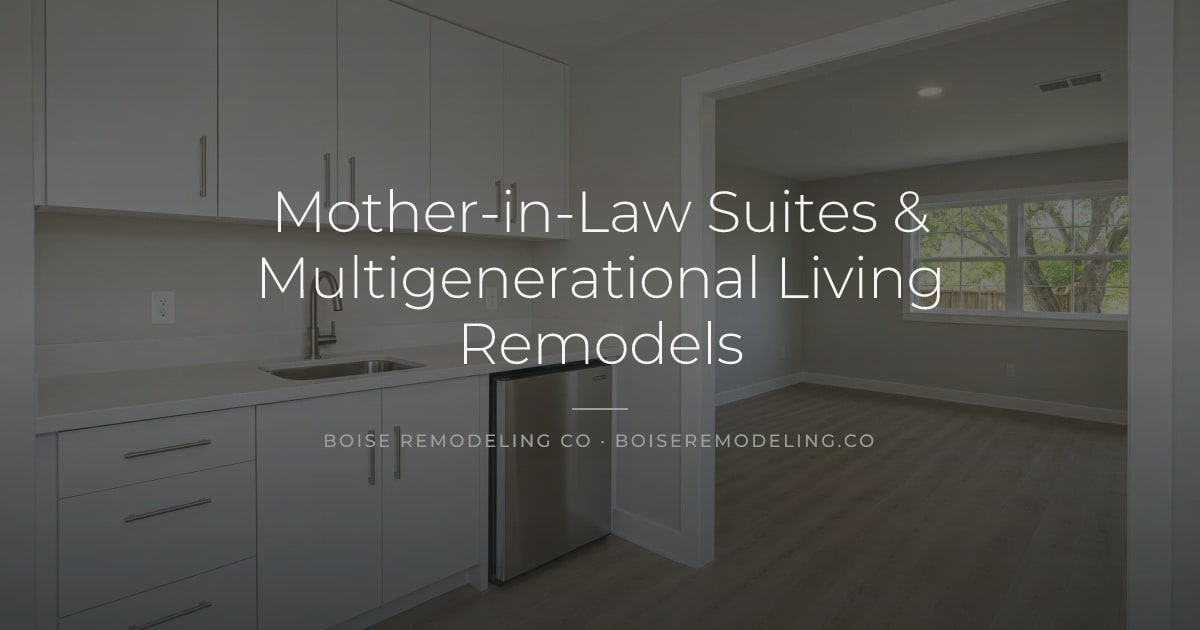 Mother-in-Law Suites &
Multigenerational Living
Remodels
BOISE REMODELING CO · BOISEREMODELING.CO